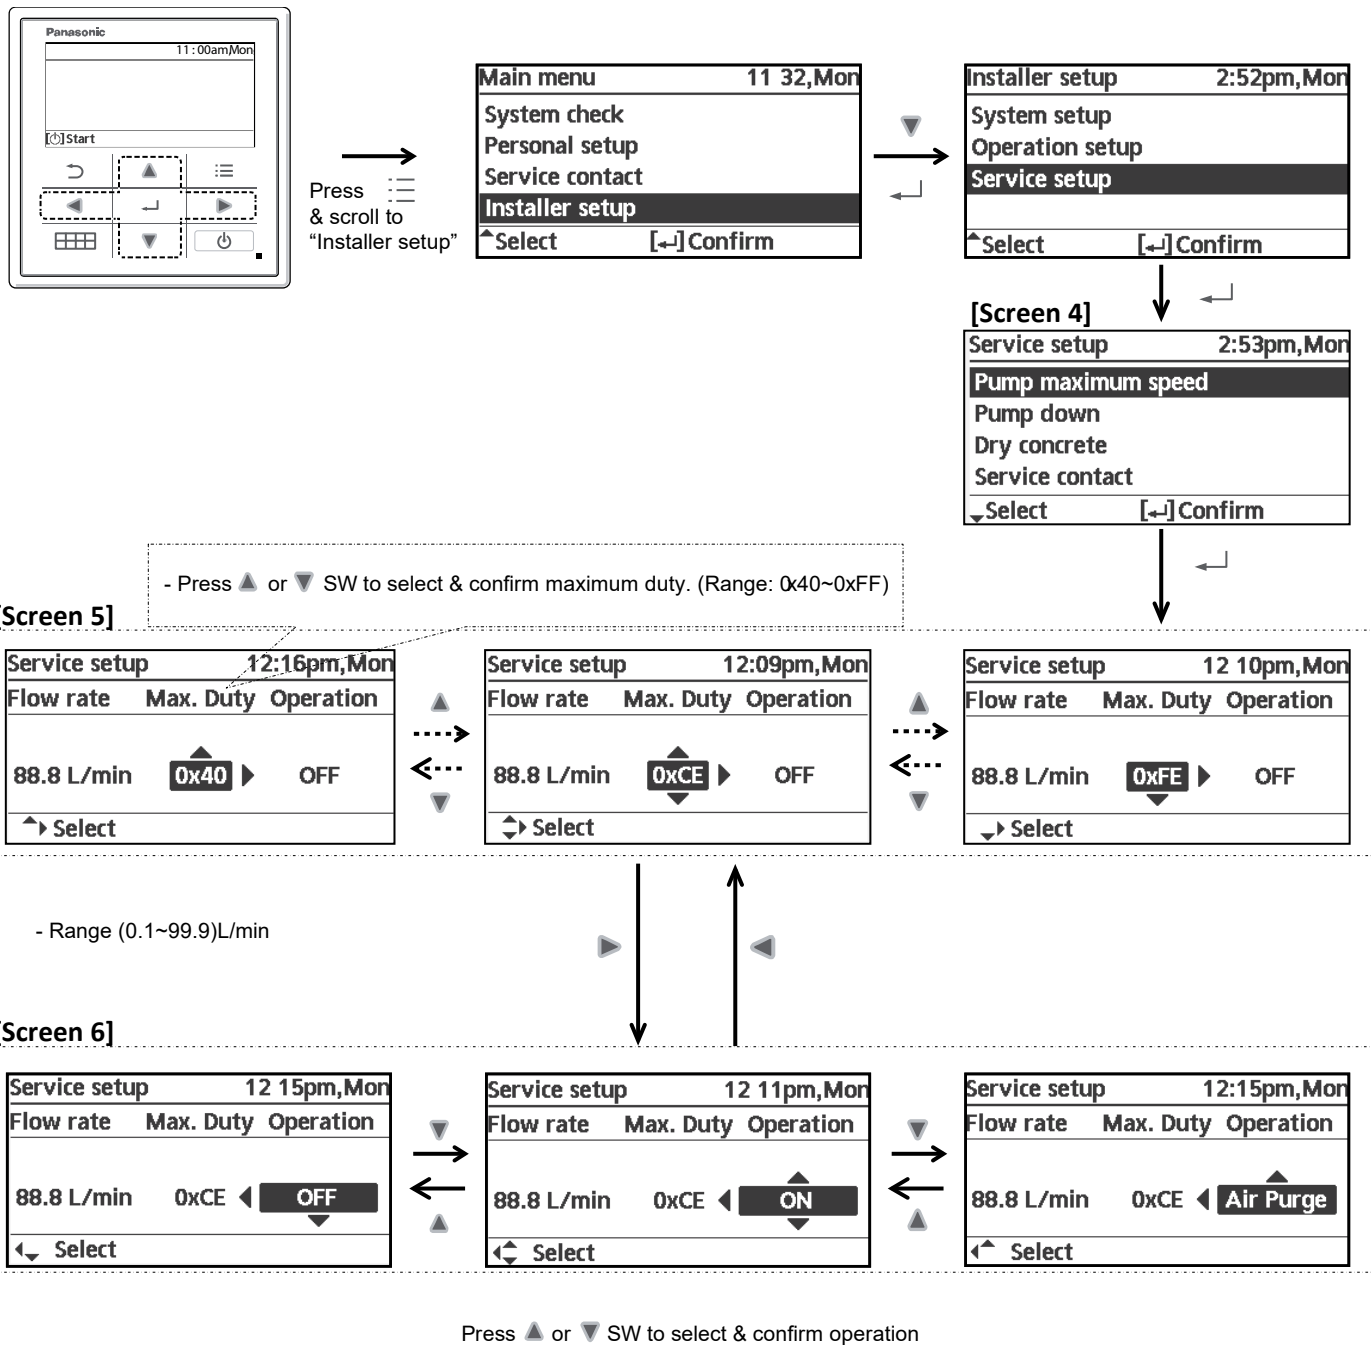 Panasonic
11:00am,Mon
[⏻]Start
Press
& scroll to
“Installer setup”
Main menu 11 32,Mon
System check
Personal setup
Service contact
Installer setup
Select [↵]Confirm
Installer setup 2:52pm,Mon
System setup
Operation setup
Service setup
Select [↵]Confirm
[Screen 4]
Service setup 2:53pm,Mon
Pump maximum speed
Pump down
Dry concrete
Service contact
Select [↵]Confirm
- Press ▲ or ▼ SW to select & confirm maximum duty. (Range: 0x40~0xFF)
[Screen 5]
Service setup 12:16pm,Mon
Flow rate Max. Duty Operation
88.8 L/min 0x40 OFF
Select
Service setup 12:09pm,Mon
Flow rate Max. Duty Operation
88.8 L/min 0xCE OFF
Select
Service setup 12 10pm,Mon
Flow rate Max. Duty Operation
88.8 L/min 0xFE OFF
Select
- Range (0.1~99.9)L/min
[Screen 6]
Service setup 12 15pm,Mon
Flow rate Max. Duty Operation
88.8 L/min 0xCE OFF
Select
Service setup 12 11pm,Mon
Flow rate Max. Duty Operation
88.8 L/min 0xCE ON
Select
Service setup 12:15pm,Mon
Flow rate Max. Duty Operation
88.8 L/min 0xCE Air Purge
Select
Press ▲ or ▼ SW to select & confirm operation